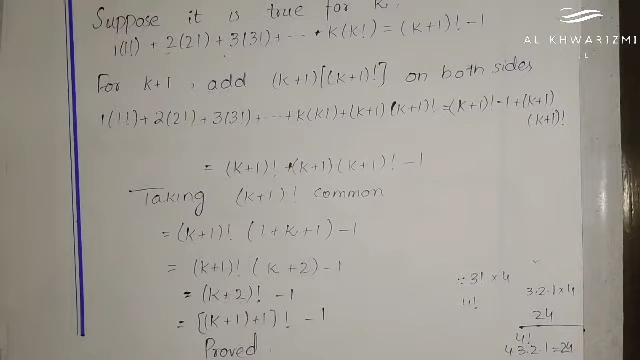 Suppose it is true for k.
1(1!) + 2(2!) + 3(3!) + --- + k(k!) = (k+1)! -1
For k+1, add (k+1)[(k+1)!] on both sides
1(1!) + 2(2!) + 3(3!) + --- + k(k!) + (k+1)(k+1)! = (k+1)! -1 + (k+1)
(k+1)!
= (k+1)! + (k+1)(k+1)! -1
Taking (k+1)! common
= (k+1)! (1+k+1) -1
= (k+1)! (k+2) -1
= (k+2)! -1
= [(k+1)+1]! -1
Proved.
∵ 3! × 4
3·2·1×4
24
4!
4·3·2·1=24
AL KHWARIZMI